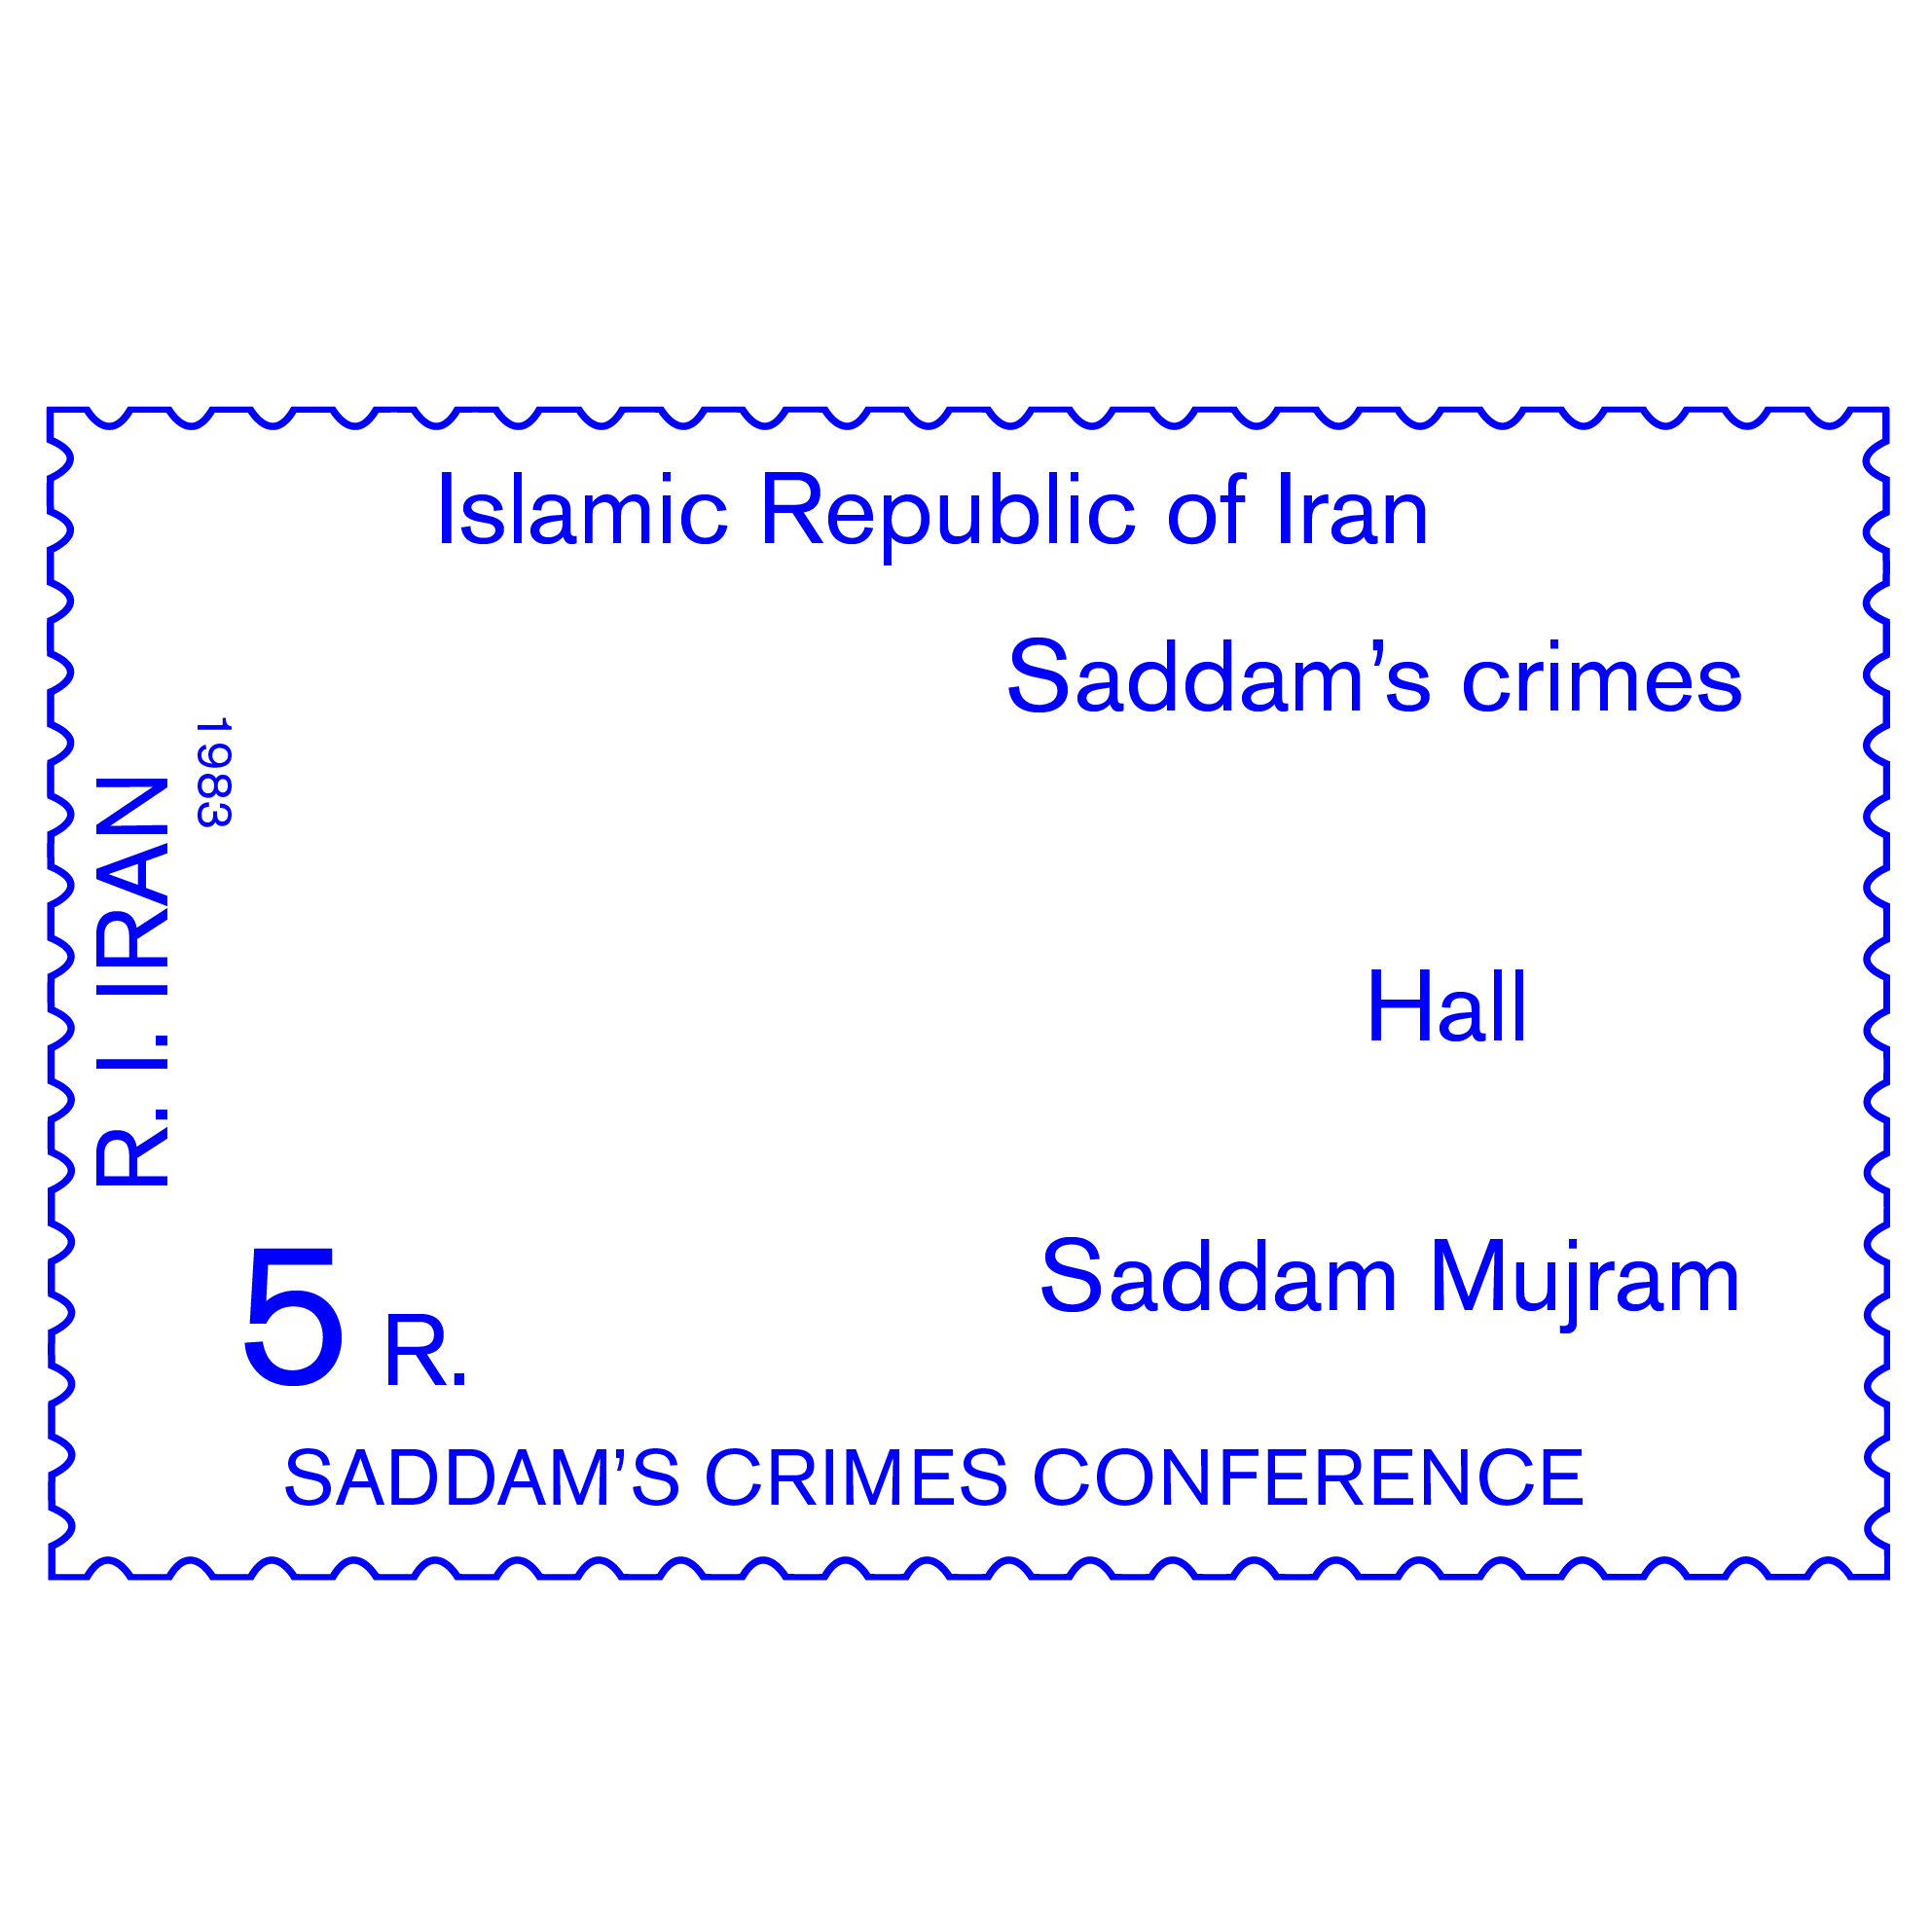 Islamic Republic of Iran
Saddam’s crimes
1983
R. I. IRAN
Hall
Saddam Mujram
5 R.
SADDAM’S CRIMES CONFERENCE